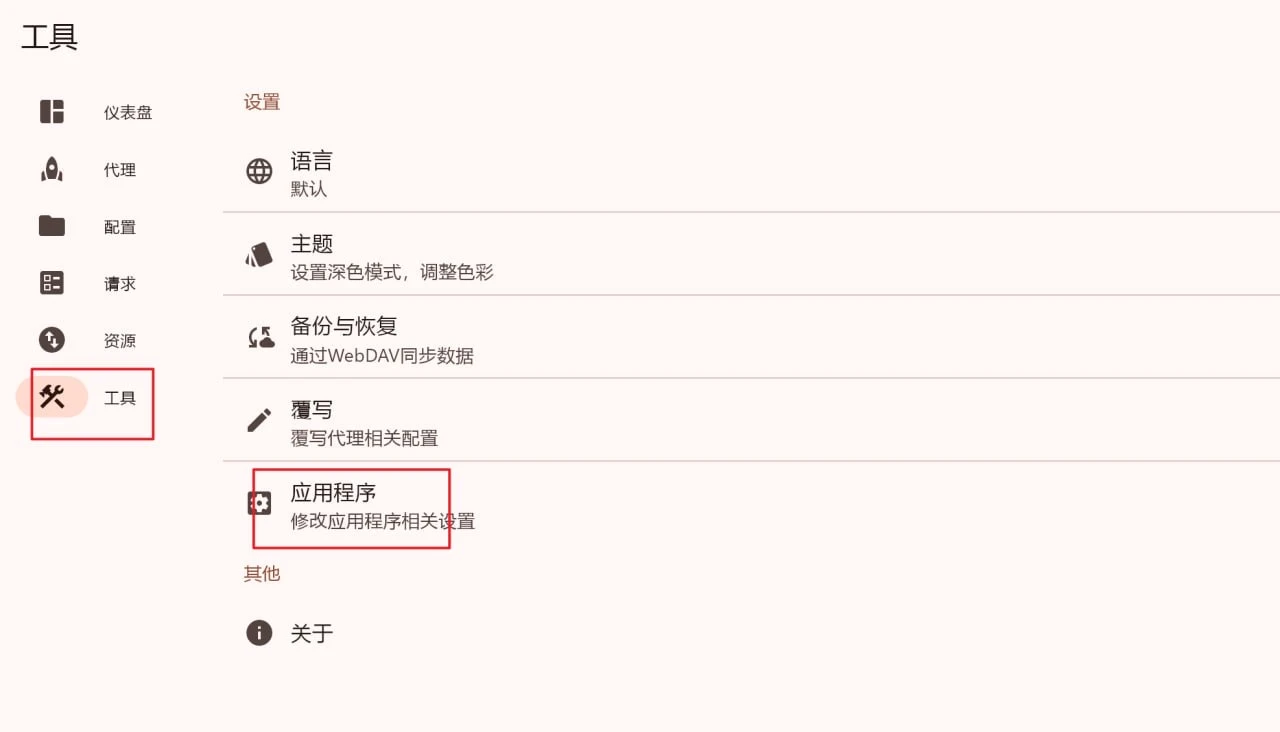 工具
仪表盘
代理
配置
请求
资源
工具
设置
语言
默认
主题
设置深色模式，调整色彩
备份与恢复
通过WebDAV同步数据
覆写
覆写代理相关配置
应用程序
修改应用程序相关设置
其他
关于